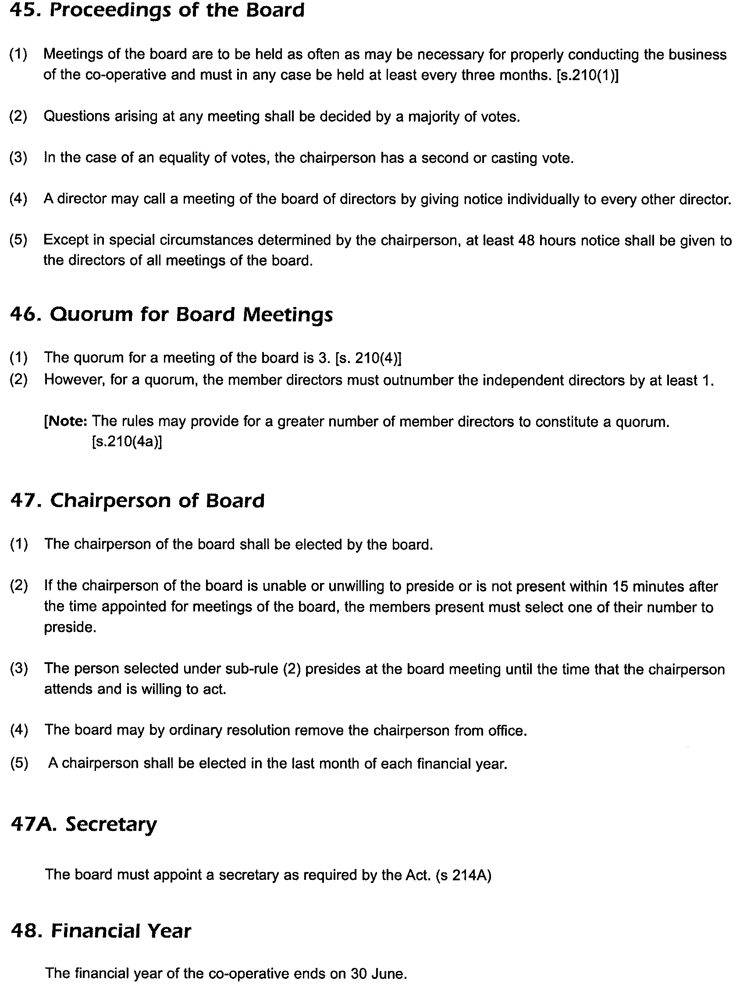 45. Proceedings of the Board
(1) Meetings of the board are to be held as often as may be necessary for properly conducting the business
of the co-operative and must in any case be held at least every three months. [s.210(1)]
(2) Questions arising at any meeting shall be decided by a majority of votes.
(3) In the case of an equality of votes, the chairperson has a second or casting vote.
(4) A director may call a meeting of the board of directors by giving notice individually to every other director.
(5) Except in special circumstances determined by the chairperson, at least 48 hours notice shall be given to
the directors of all meetings of the board.
46. Quorum for Board Meetings
(1) The quorum for a meeting of the board is 3. [s. 210(4)]
(2) However, for a quorum, the member directors must outnumber the independent directors by at least 1.
[Note: The rules may provide for a greater number of member directors to constitute a quorum.
[s.210(4a)]
47. Chairperson of Board
(1) The chairperson of the board shall be elected by the board.
(2) If the chairperson of the board is unable or unwilling to preside or is not present within 15 minutes after
the time appointed for meetings of the board, the members present must select one of their number to
preside.
(3) The person selected under sub-rule (2) presides at the board meeting until the time that the chairperson
attends and is willing to act.
(4) The board may by ordinary resolution remove the chairperson from office.
(5) A chairperson shall be elected in the last month of each financial year.
47A. Secretary
The board must appoint a secretary as required by the Act. (s 214A)
48. Financial Year
The financial year of the co-operative ends on 30 June.